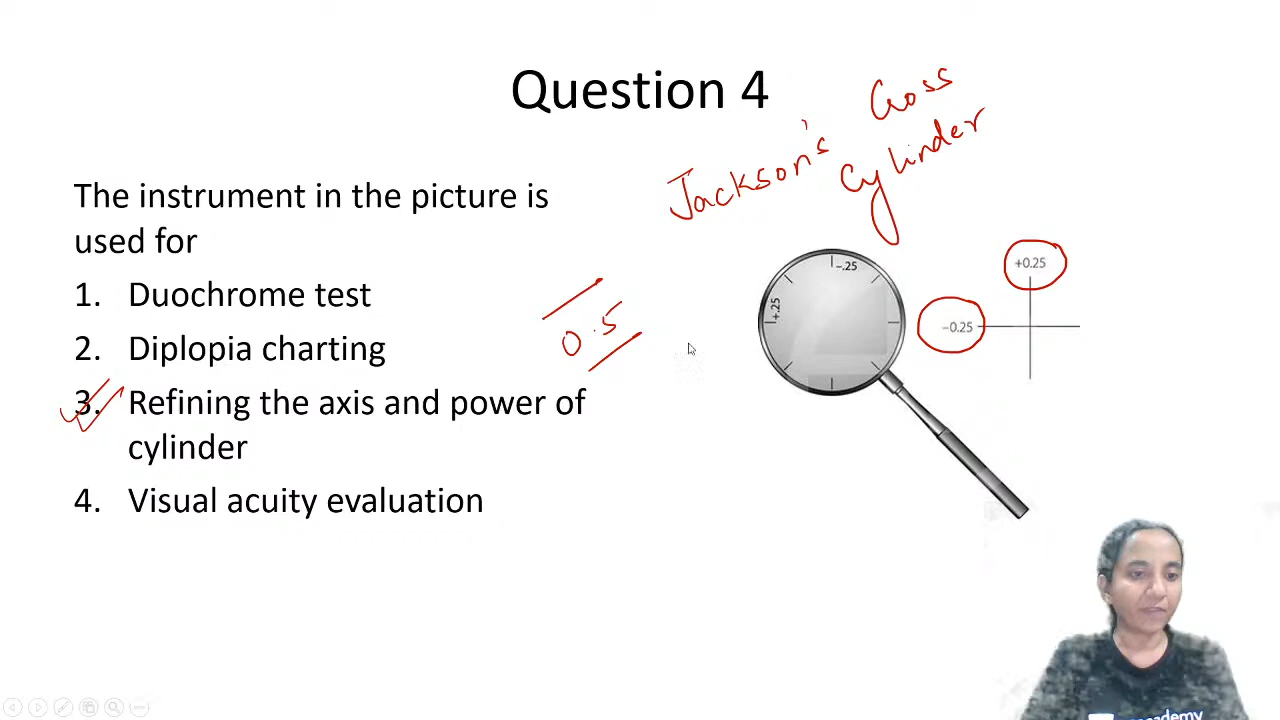 Question 4
Jackson's Cross
Cylinder
The instrument in the picture is
used for
1. Duochrome test
2. Diplopia charting
3. Refining the axis and power of
cylinder
4. Visual acuity evaluation
0.5
-.25
+.25
+0.25
−0.25